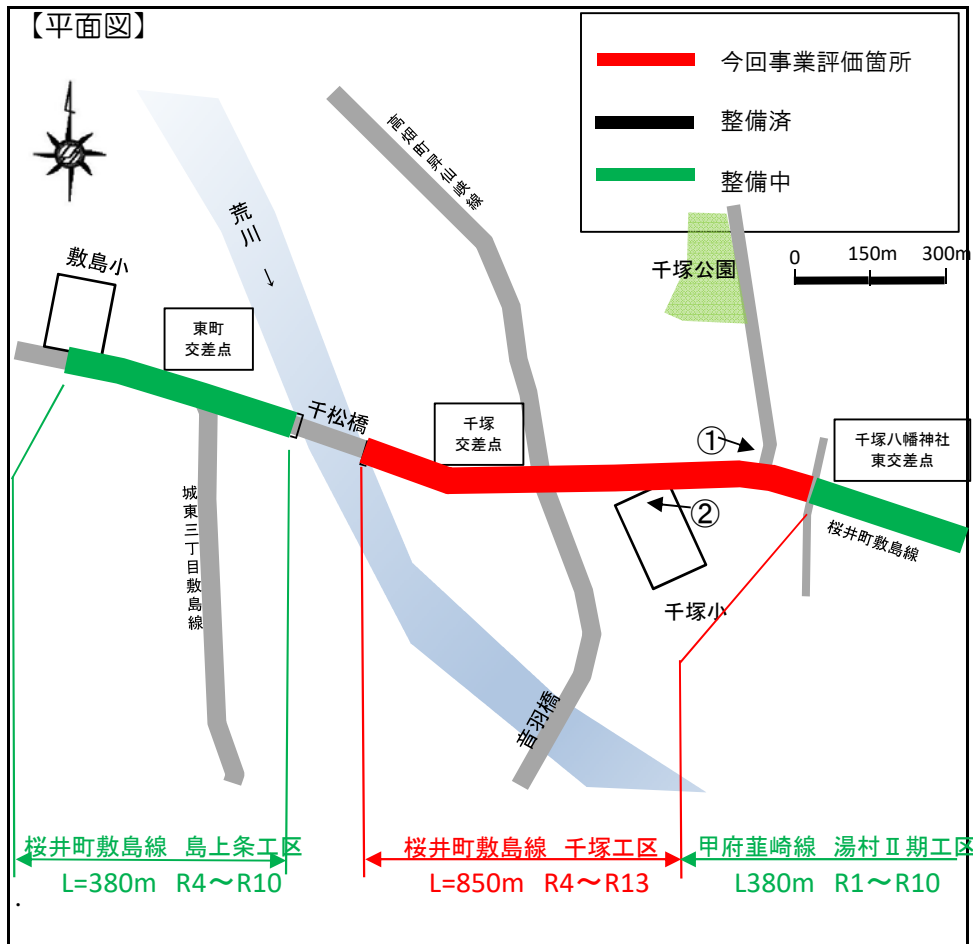 【平面図】
今回事業評価箇所
整備済
整備中
0 150m 300m
高畑町昇仙峡線
荒川
↓
敷島小
千塚公園
東町
交差点
千松橋
千塚
交差点
①
千塚八幡神社
東交差点
②
桜井町敷島線
城東三丁目敷島線
千塚小
音羽橋
桜井町敷島線 島上条工区
L=380m R4～R10
桜井町敷島線 千塚工区
L=850m R4～R13
甲府韮崎線 湯村Ⅱ期工区
L380m R1～R10
.